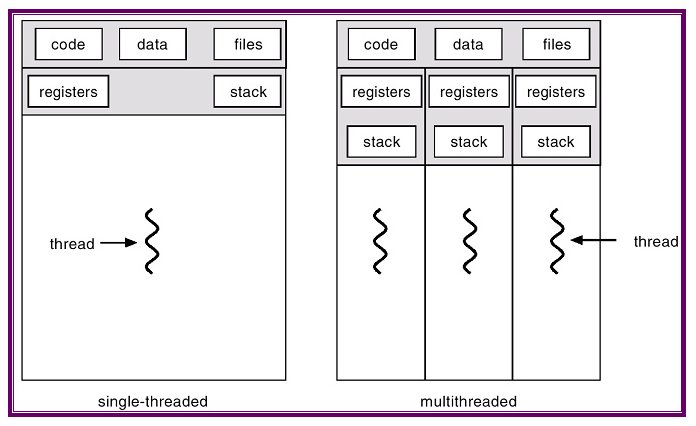 code data files
registers stack
thread
single-threaded
code data files
registers registers registers
stack stack stack
thread
multithreaded